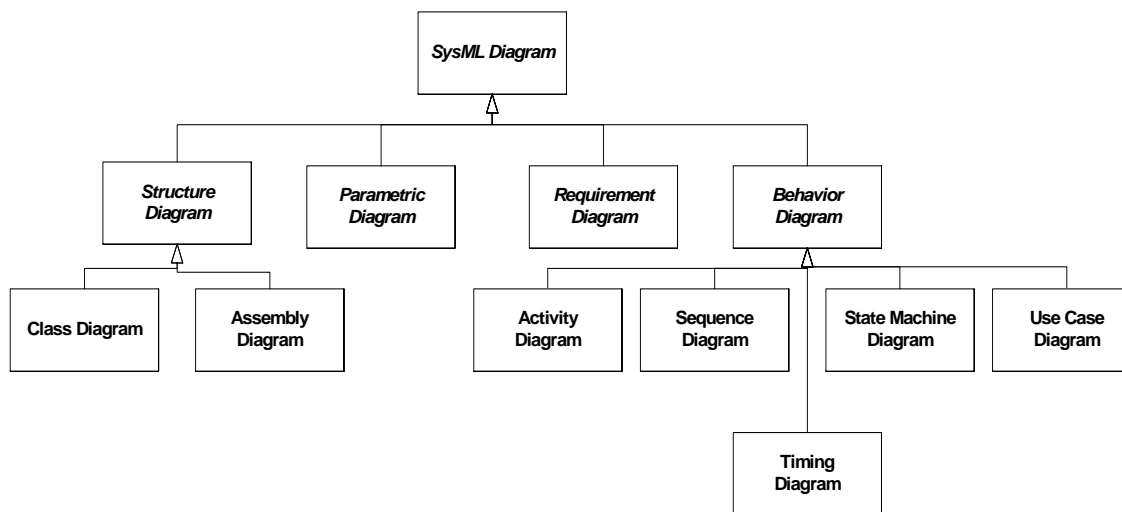 SysML Diagram
Structure
Diagram
Parametric
Diagram
Requirement
Diagram
Behavior
Diagram
Class Diagram
Assembly
Diagram
Activity
Diagram
Sequence
Diagram
State Machine
Diagram
Use Case
Diagram
Timing
Diagram